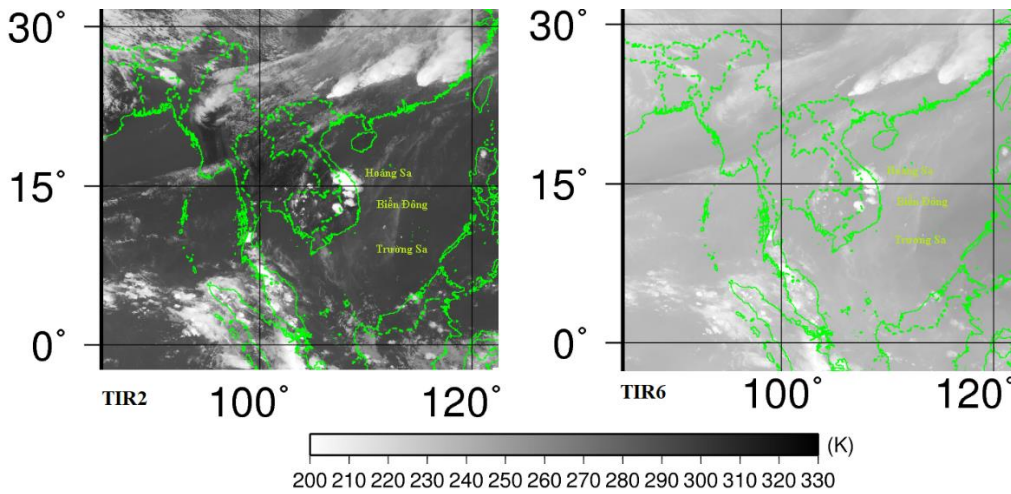 30°
15°
0°
Hoàng Sa
Biển Đông
Trường Sa
TIR2
100°
120°
30°
15°
0°
Hoàng Sa
Biển Đông
Trường Sa
TIR6
100°
120°
(K)
200 210 220 230 240 250 260 270 280 290 300 310 320 330